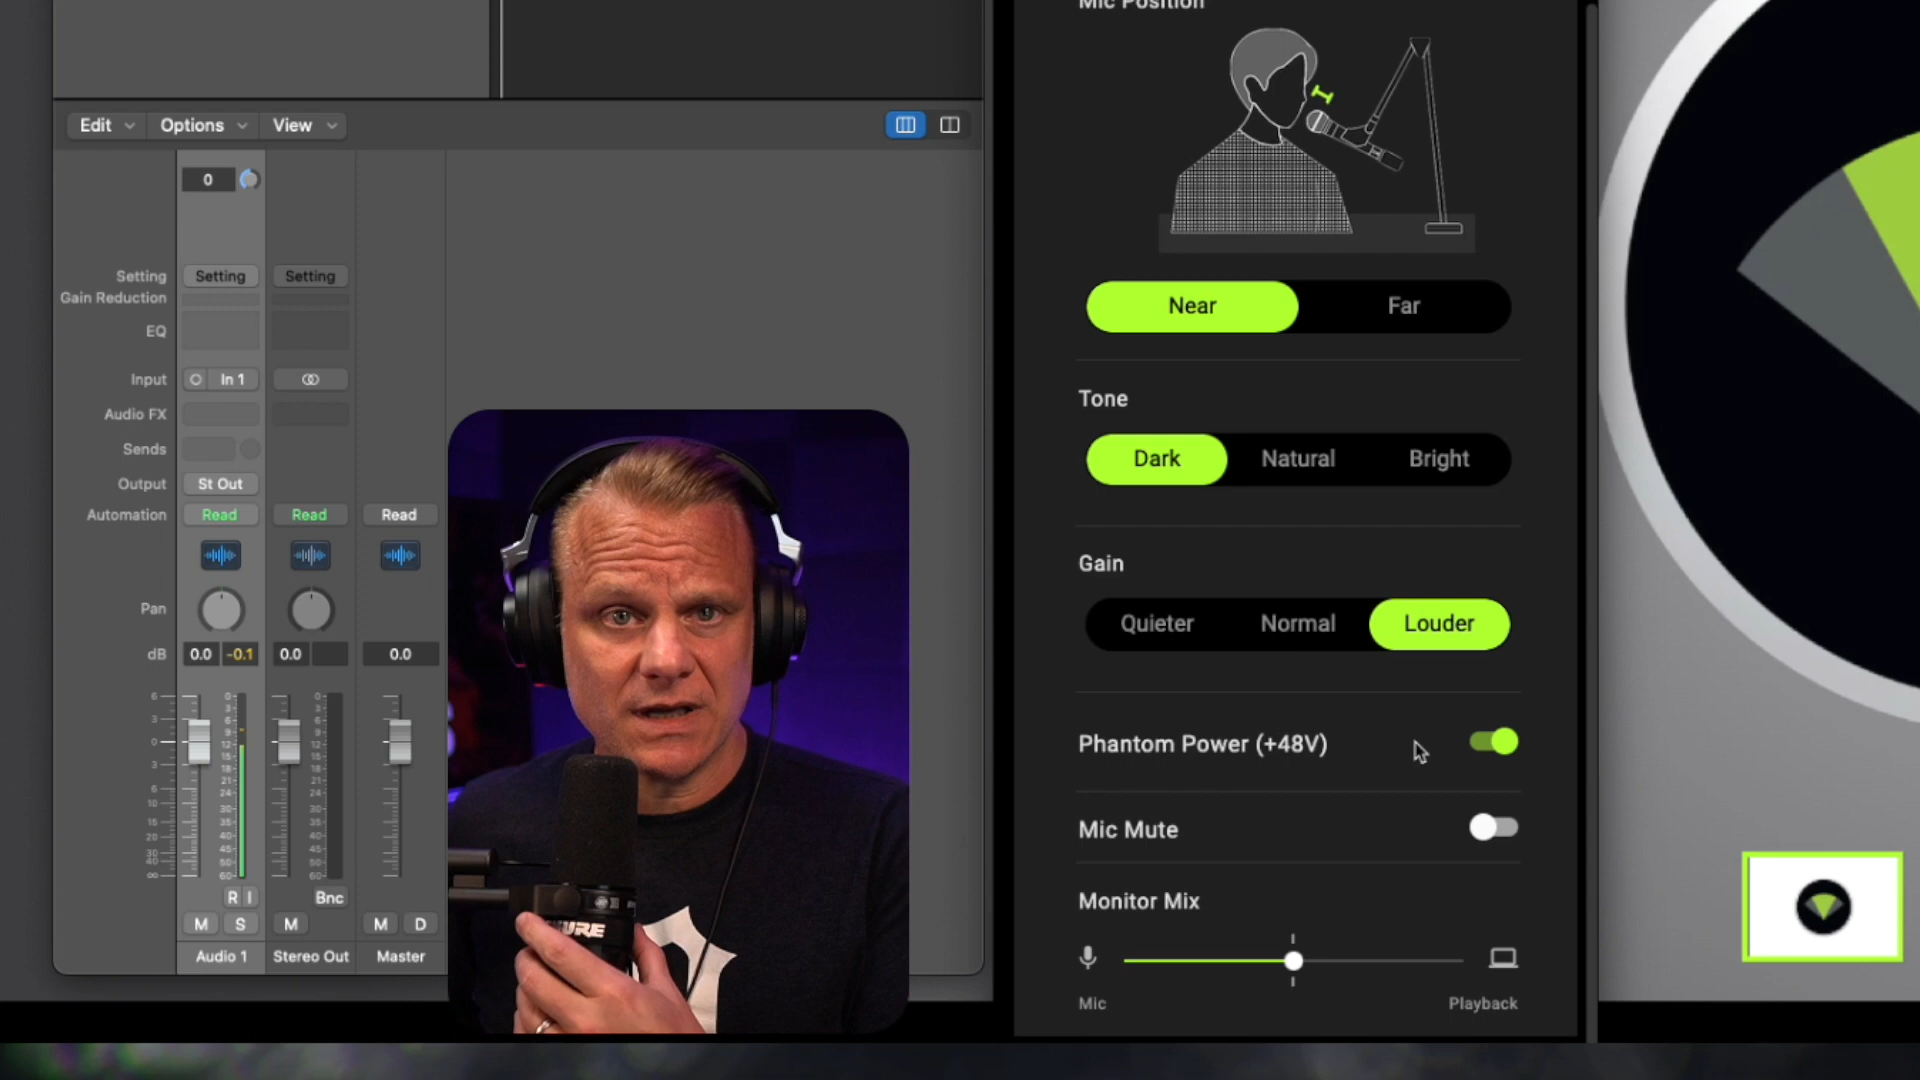 Mic Position
Edit
Options
View
0
Setting
Setting
Setting
Gain Reduction
EQ
Input
In 1
Audio FX
Sends
Output
St Out
Automation
Read
Read
Read
Pan
dB
0.0
-0.1
0.0
0.0
R I
Bnc
M
S
M
M
D
Audio 1
Stereo Out
Master
Near
Far
Tone
Dark
Natural
Bright
Gain
Quieter
Normal
Louder
Phantom Power (+48V)
Mic Mute
Monitor Mix
Mic
Playback